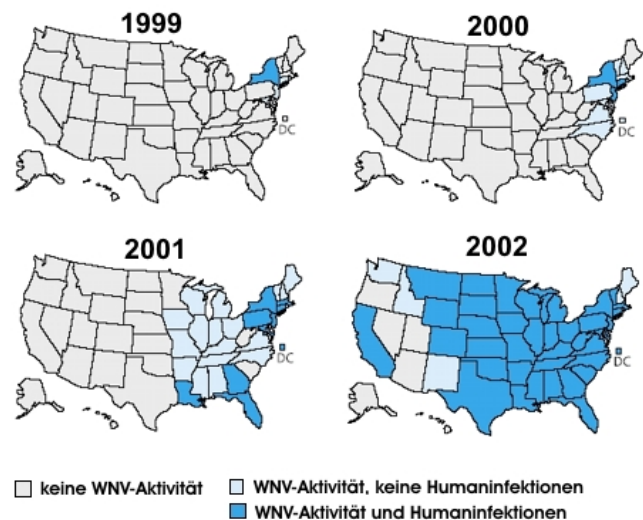 1999
2000
DC
DC
2001
2002
DC
DC
keine WNV-Aktivität
WNV-Aktivität, keine Humaninfektionen
WNV-Aktivität und Humaninfektionen